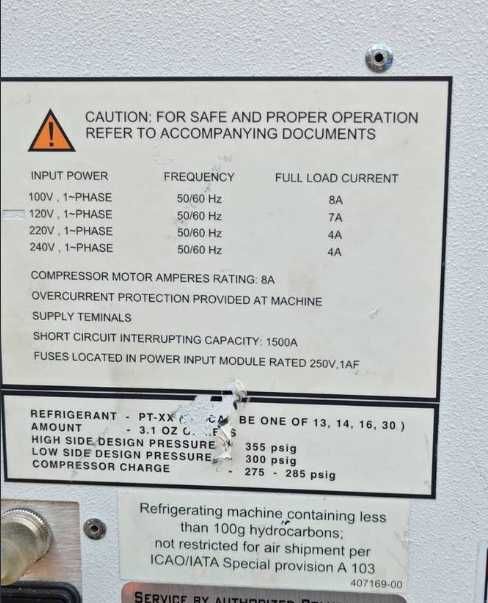 CAUTION: FOR SAFE AND PROPER OPERATION
REFER TO ACCOMPANYING DOCUMENTS
INPUT POWER FREQUENCY FULL LOAD CURRENT
100V , 1~PHASE 50/60 Hz 8A
120V , 1~PHASE 50/60 Hz 7A
220V , 1~PHASE 50/60 Hz 4A
240V , 1~PHASE 50/60 Hz 4A
COMPRESSOR MOTOR AMPERES RATING: 8A
OVERCURRENT PROTECTION PROVIDED AT MACHINE
SUPPLY TEMINALS
SHORT CIRCUIT INTERRUPTING CAPACITY: 1500A
FUSES LOCATED IN POWER INPUT MODULE RATED 250V,1AF
REFRIGERANT - PT-XX BE ONE OF 13, 14, 16, 30 )
AMOUNT - 3.1 OZ
HIGH SIDE DESIGN PRESSURE 355 psig
LOW SIDE DESIGN PRESSURE 300 psig
COMPRESSOR CHARGE - 275 - 285 psig
Refrigerating machine containing less
than 100g hydrocarbons;
not restricted for air shipment per
ICAO/IATA Special provision A 103
407169-00
SERVICE BY AUTHORIZED